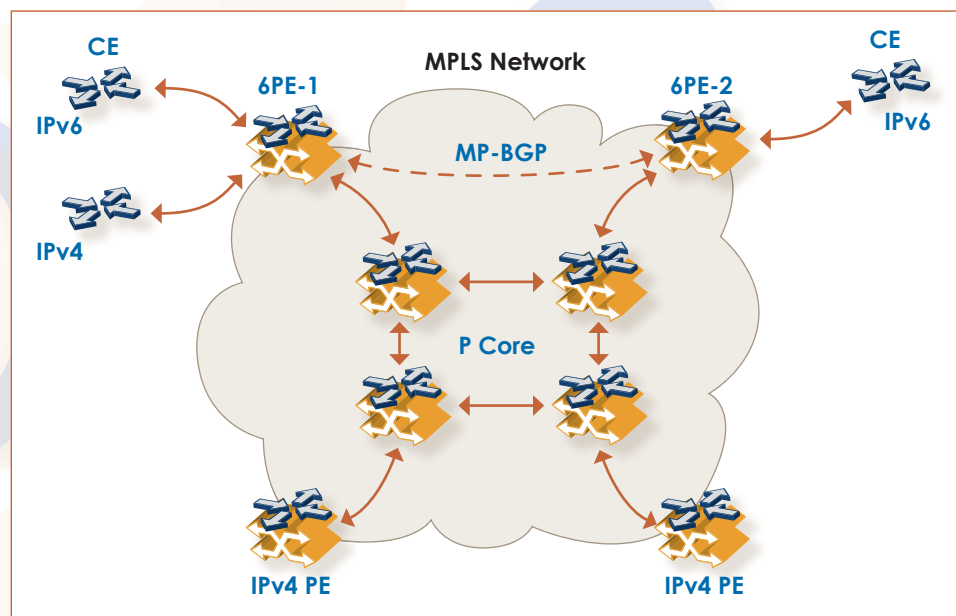 CE
MPLS Network
CE
6PE-1
6PE-2
IPv6
IPv6
MP-BGP
IPv4
P Core
IPv4 PE
IPv4 PE